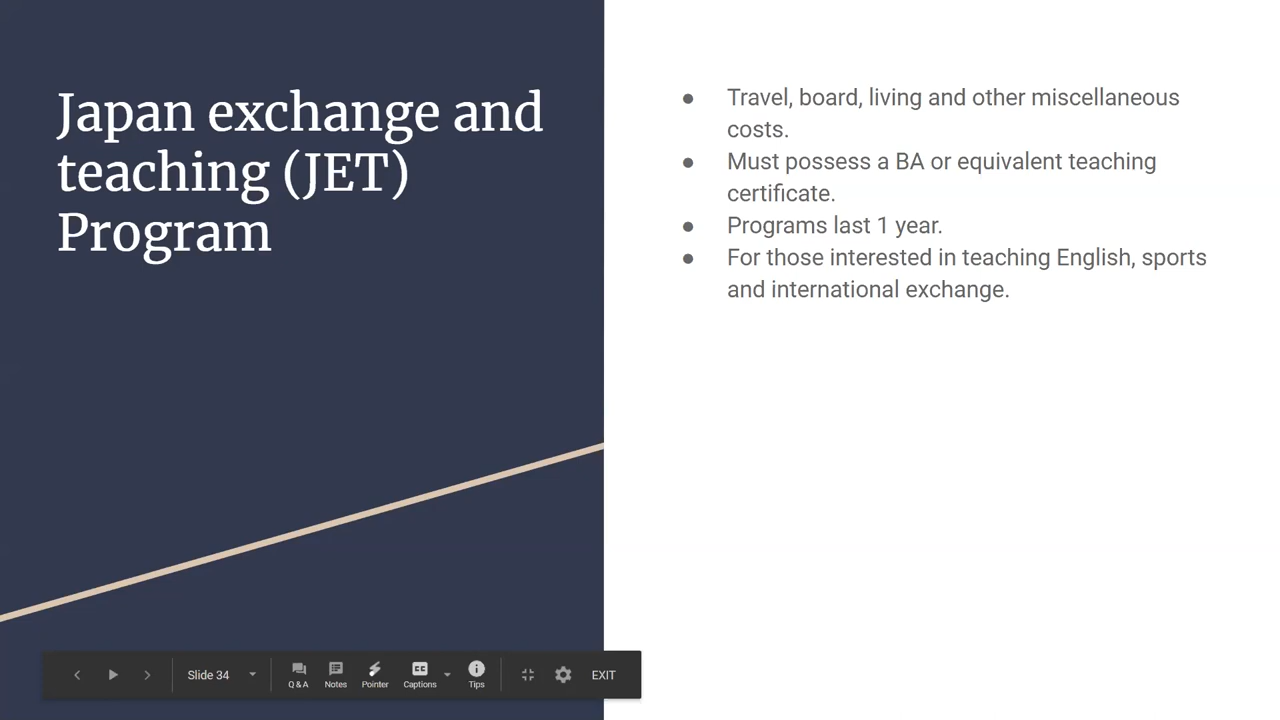 Japan exchange and
teaching (JET)
Program
● Travel, board, living and other miscellaneous
costs.
● Must possess a BA or equivalent teaching
certificate.
● Programs last 1 year.
● For those interested in teaching English, sports
and international exchange.
Slide 34
Q & A
Notes
Pointer
CC
Captions
Tips
EXIT